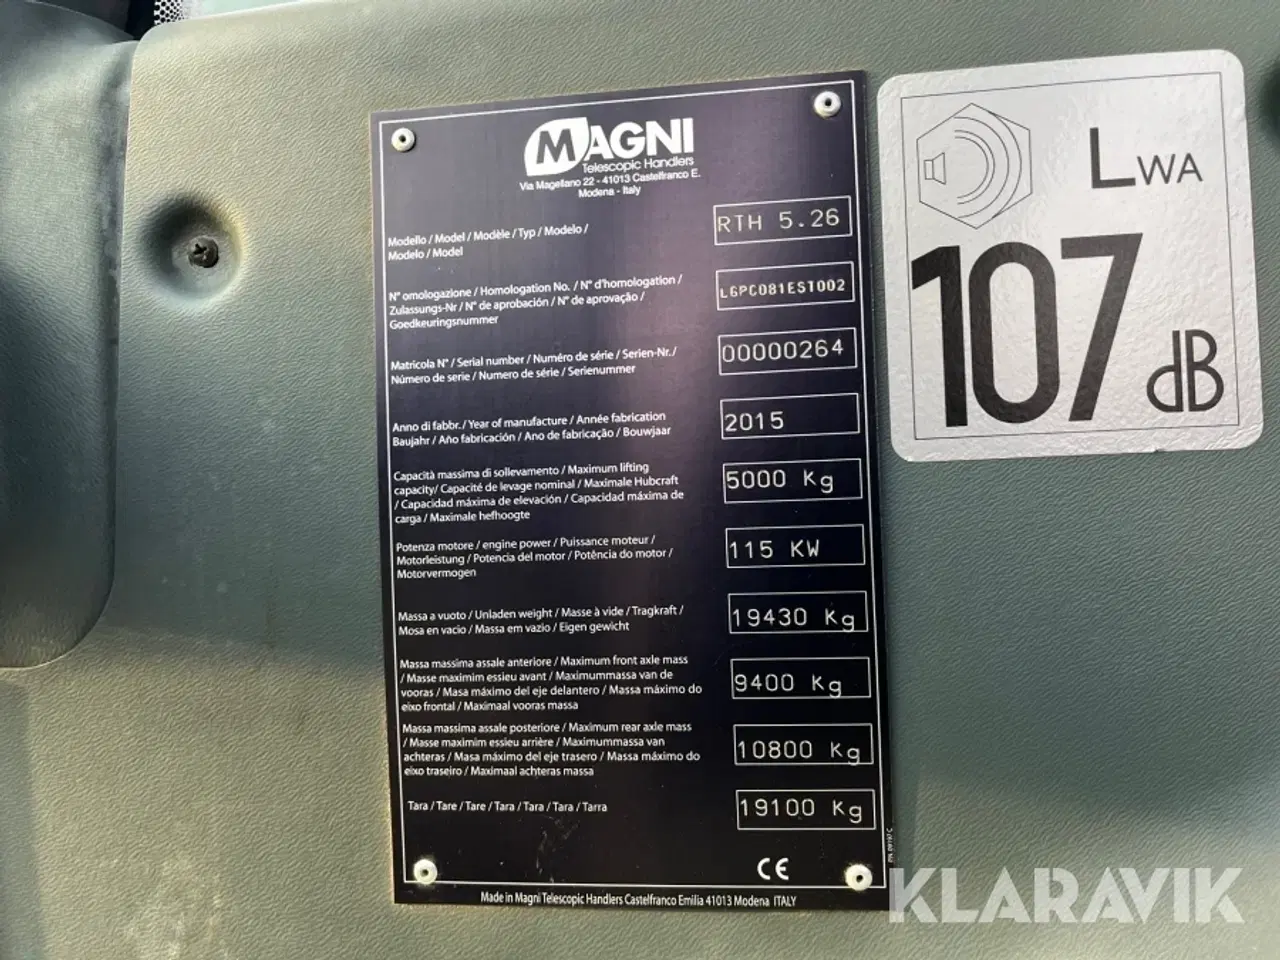 MAGNI
Telescopic Handlers
Via Magellano 22 - 41013 Castelfranco E.
Modena - Italy
Modello / Model / Modèle / Typ / Modelo /
Modelo / Model
RTH 5.26
N° omologazione / Homologation No. / N° d'homologation /
Zulassungs-Nr / N° de aprobación / N° de aprovação /
Goedkeuringsnummer
L6PC081EST002
Matricola N° / Serial number / Numéro de série / Serien-Nr. /
Número de serie / Numero de série / Serienummer
00000264
Anno di fabbr. / Year of manufacture / Année fabrication
Baujahr / Año fabricación / Ano de fabricação / Bouwjaar
2015
Capacità massima di sollevamento / Maximum lifting
capacity/ Capacité de levage nominal / Maximale Hubcraft
/ Capacidad máxima de elevación / Capacidad máxima de
carga / Maximale hefhoogte
5000 Kg
Potenza motore / engine power / Puissance moteur /
Motorleistung / Potencia del motor / Potência do motor /
Motorvermogen
115 KW
Massa a vuoto / Unladen weight / Masse à vide / Tragkraft /
Mosa en vacio / Massa em vazio / Eigen gewicht
19430 Kg
Massa massima assale anteriore / Maximum front axle mass
/ Masse maximim essieu avant / Maximummassa van de
vooras / Masa máximo del eje delantero / Massa máximo do
eixo frontal / Maximaal vooras massa
9400 Kg
Massa massima assale posteriore / Maximum rear axle mass
/ Masse maximim essieu arrière / Maximummassa van
achteras / Masa máximo del eje trasero / Massa máximo do
eixo traseiro / Maximaal achteras massa
10800 Kg
Tara / Tare / Tare / Tara / Tara / Tara / Tarra
19100 Kg
CE
Made in Magni Telescopic Handlers Castelfranco Emilia 41013 Modena ITALY
LWA
107
dB
KLARAVIK